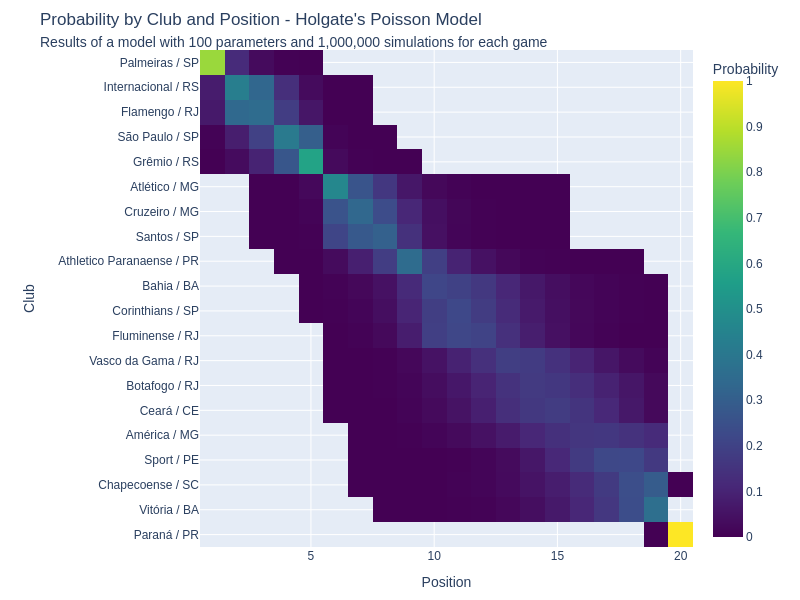 Probability by Club and Position - Holgate's Poisson Model
Results of a model with 100 parameters and 1,000,000 simulations for each game
Probability
Palmeiras / SP
Internacional / RS
Flamengo / RJ
São Paulo / SP
Grêmio / RS
Atlético / MG
Cruzeiro / MG
Santos / SP
Athletico Paranaense / PR
Bahia / BA
Corinthians / SP
Fluminense / RJ
Vasco da Gama / RJ
Botafogo / RJ
Ceará / CE
América / MG
Sport / PE
Chapecoense / SC
Vitória / BA
Paraná / PR
Club
5
10
15
20
Position
1
0.9
0.8
0.7
0.6
0.5
0.4
0.3
0.2
0.1
0